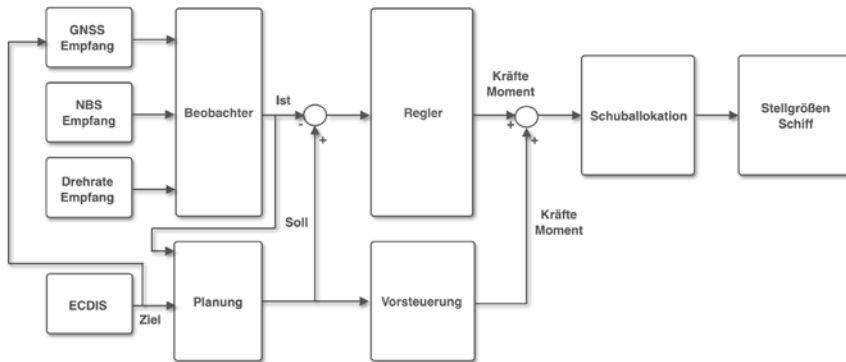 GNSS
Empfang
NBS
Empfang
Drehrate
Empfang
Beobachter
Ist
-
+
Regler
Kräfte
Moment
+
+
Schuballokation
Stellgrößen
Schiff
Soll
Kräfte
Moment
ECDIS
Ziel
Planung
Vorsteuerung